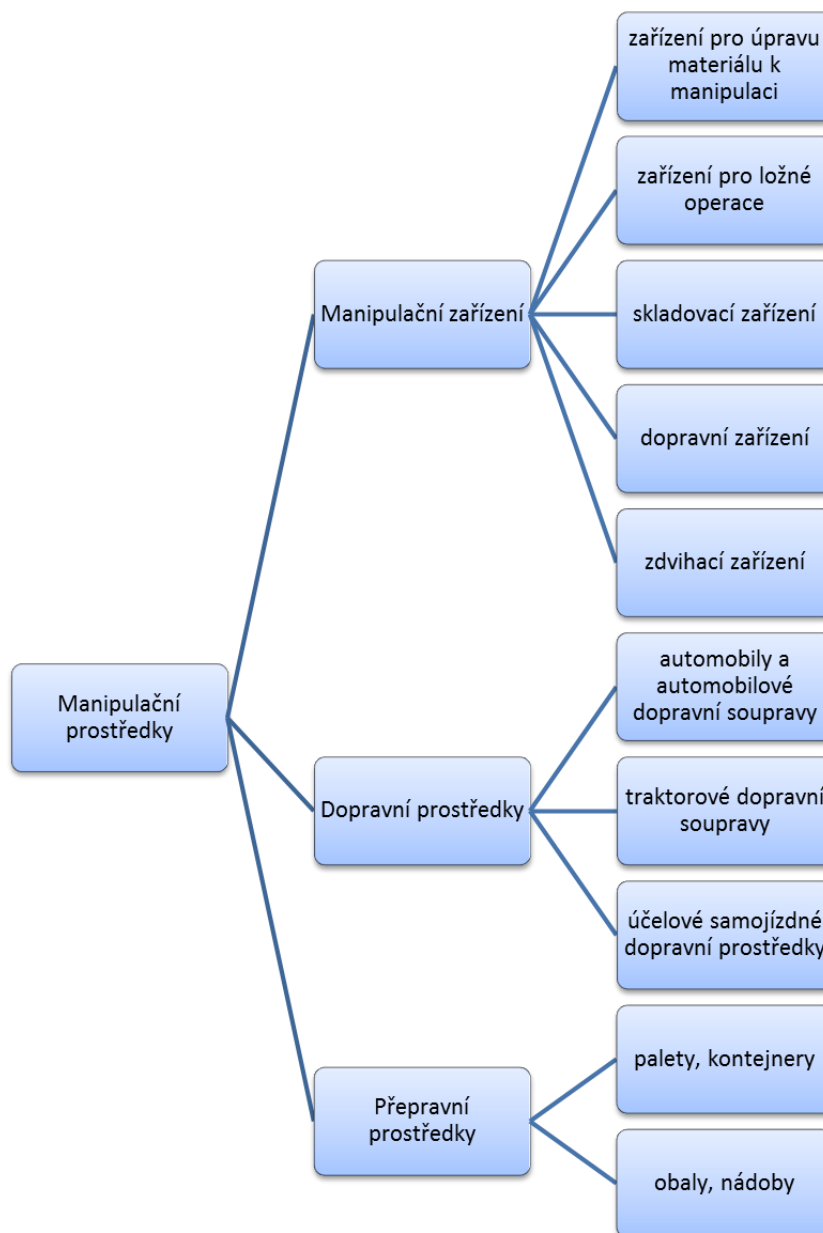 zařízení pro úpravu
materiálu k
manipulaci
zařízení pro ložné
operace
Manipulační zařízení
skladovací zařízení
dopravní zařízení
zdvihací zařízení
Manipulační
prostředky
automobily a
automobilové
dopravní soupravy
Dopravní prostředky
traktorové dopravní
soupravy
účelové samojízdné
dopravní prostředky
Přepravní
prostředky
palety, kontejnery
obaly, nádoby